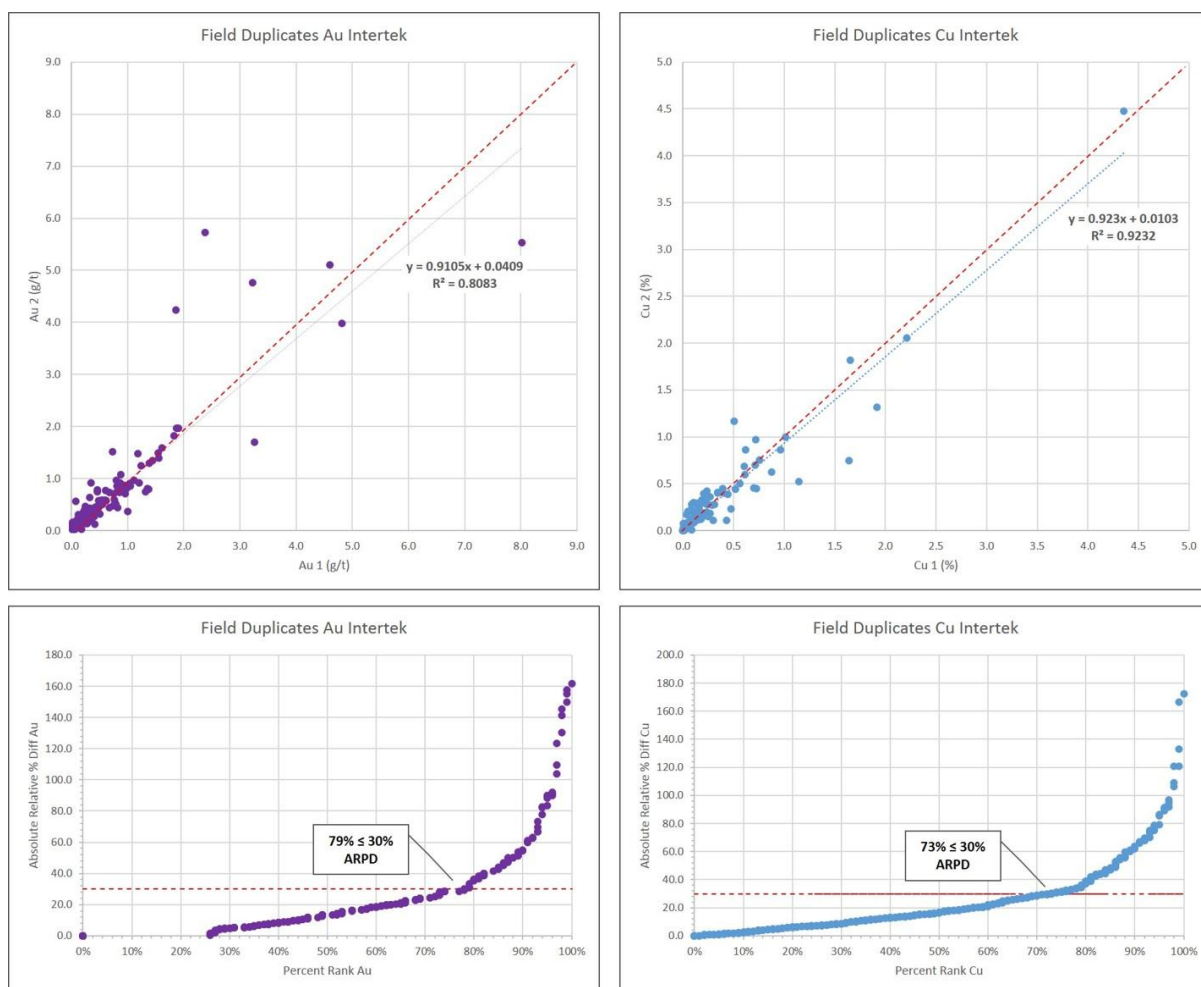 Field Duplicates Au Intertek
9.0
8.0
7.0
6.0
5.0
4.0
3.0
2.0
1.0
0.0
Au 2 (g/t)
y = 0.9105x + 0.0409
R² = 0.8083
0.0 1.0 2.0 3.0 4.0 5.0 6.0 7.0 8.0 9.0
Au 1 (g/t)
Field Duplicates Cu Intertek
5.0
4.5
4.0
3.5
3.0
2.5
2.0
1.5
1.0
0.5
0.0
Cu 2 (%)
y = 0.923x + 0.0103
R² = 0.9232
0.0 0.5 1.0 1.5 2.0 2.5 3.0 3.5 4.0 4.5 5.0
Cu 1 (%)
Field Duplicates Au Intertek
180.0
160.0
140.0
120.0
100.0
80.0
60.0
40.0
20.0
0.0
Absolute Relative % Diff Au
79% ≤ 30%
ARPD
0% 10% 20% 30% 40% 50% 60% 70% 80% 90% 100%
Percent Rank Au
Field Duplicates Cu Intertek
200.0
180.0
160.0
140.0
120.0
100.0
80.0
60.0
40.0
20.0
0.0
Absolute Relative % Diff Cu
73% ≤ 30%
ARPD
0% 10% 20% 30% 40% 50% 60% 70% 80% 90% 100%
Percent Rank Cu